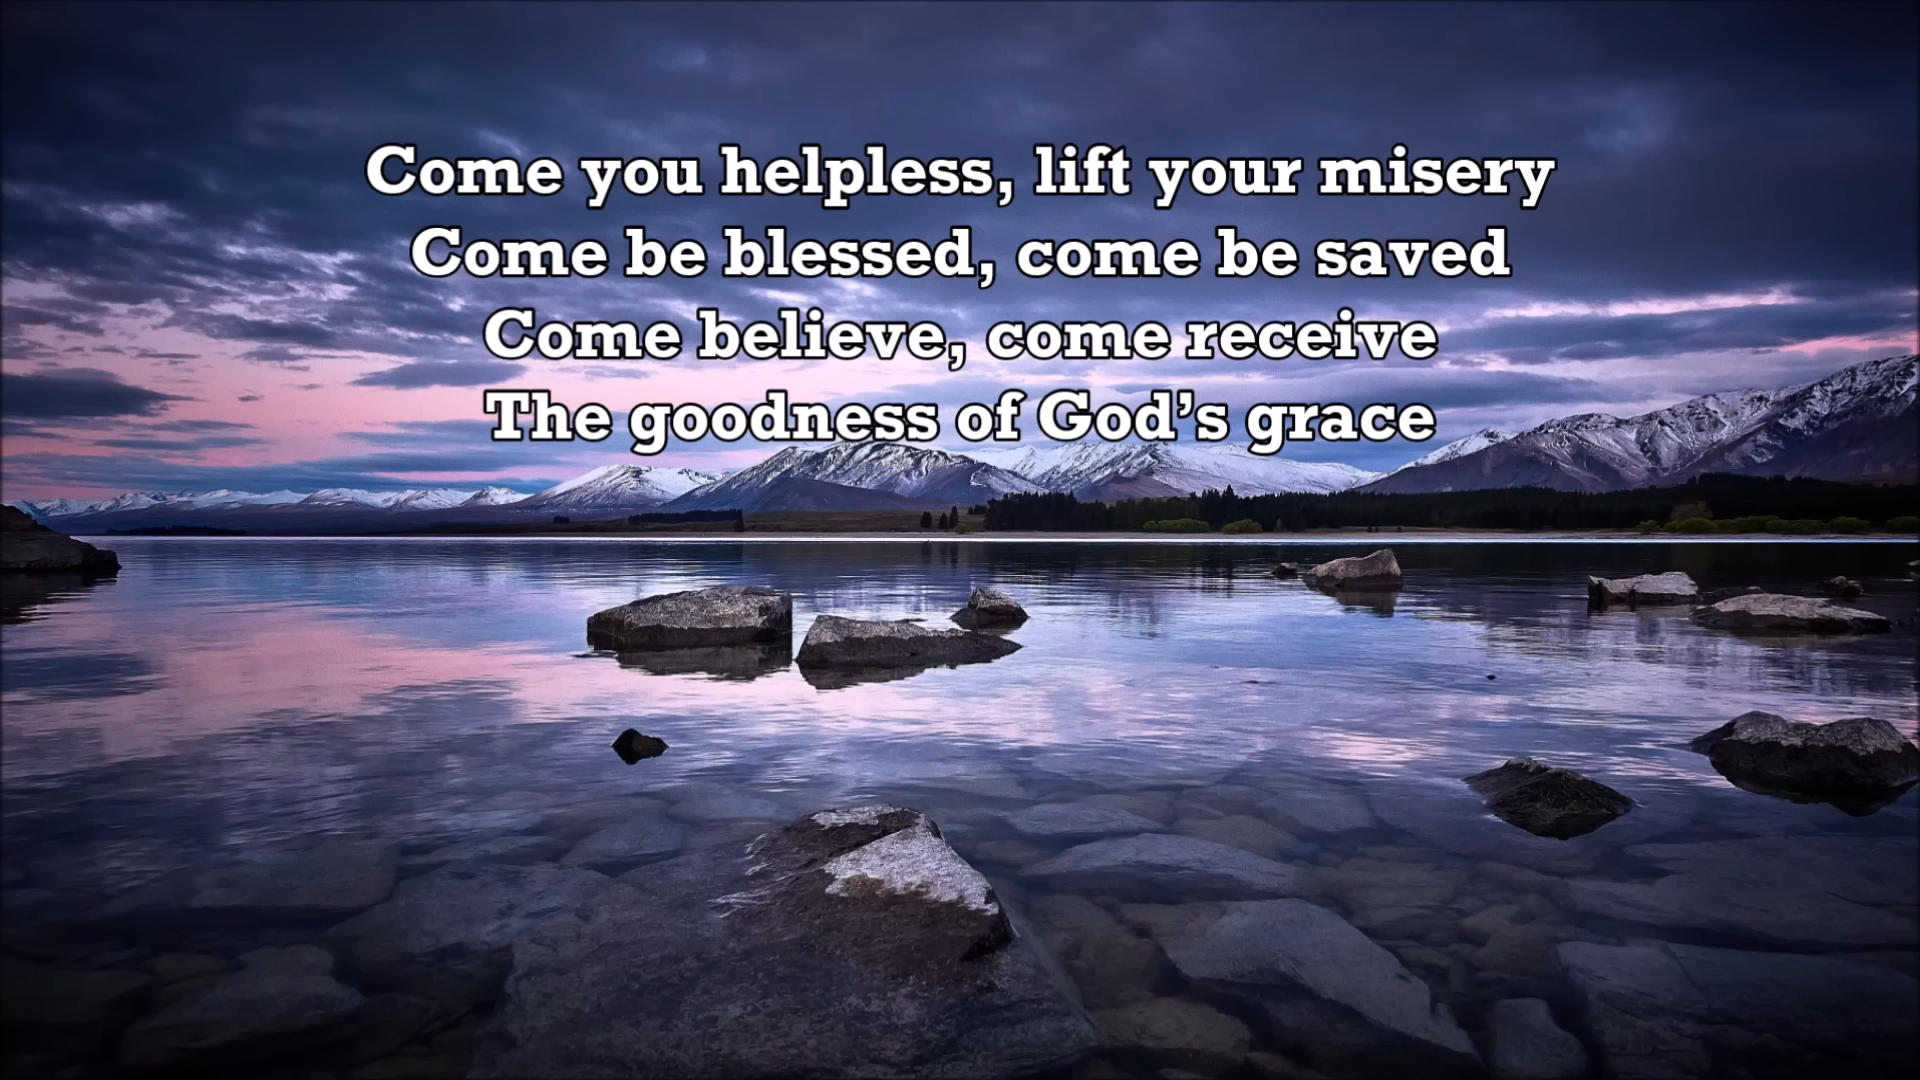 Come you helpless, lift your misery
Come be blessed, come be saved
Come believe, come receive
The goodness of God’s grace